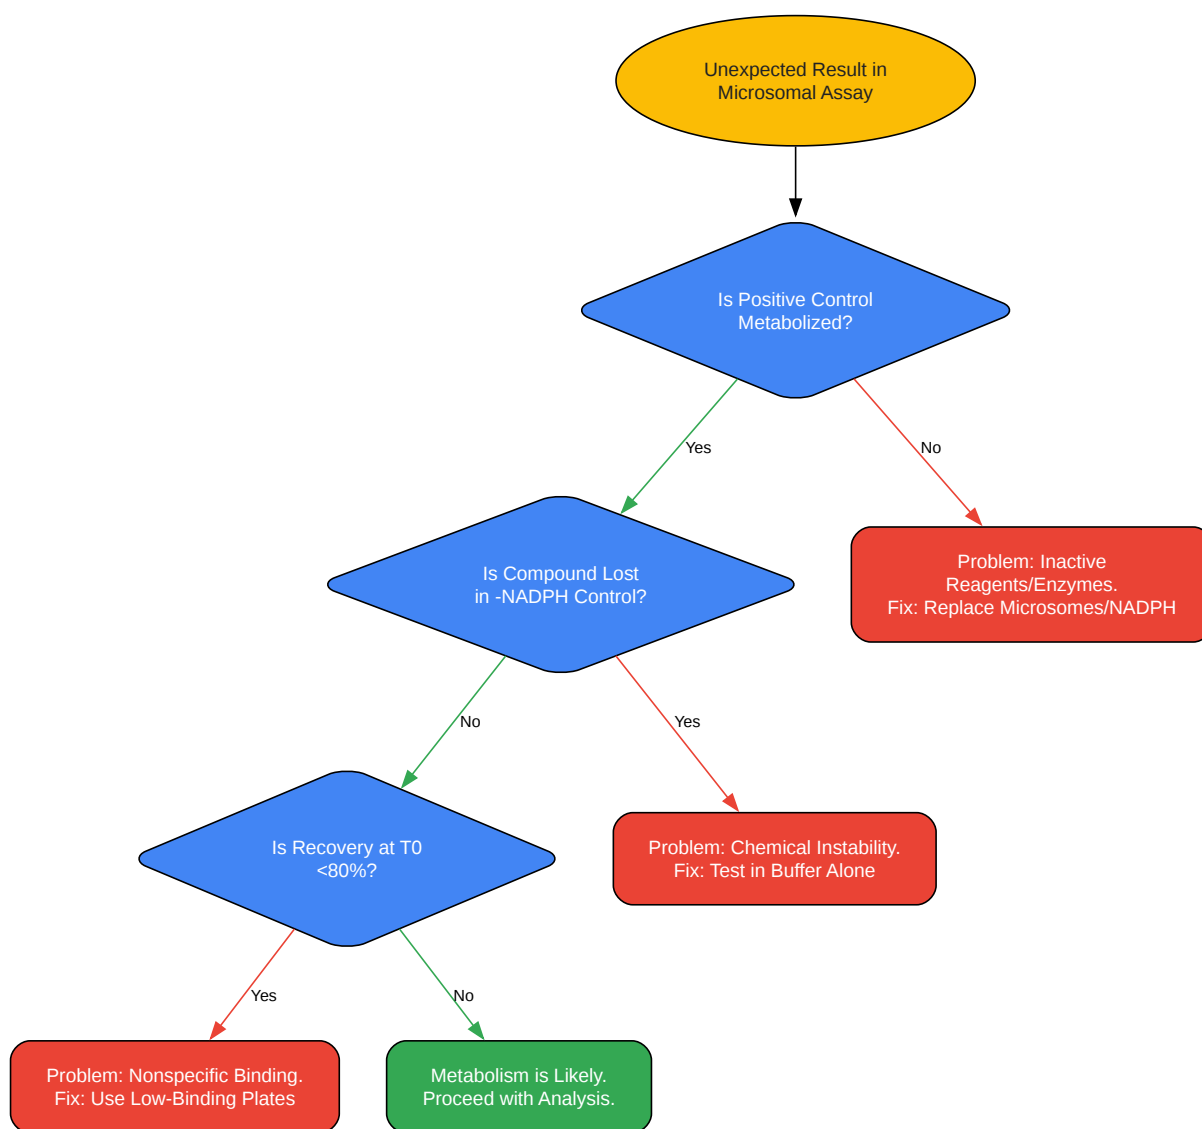 Unexpected Result in
Microsomal Assay
Is Positive Control
Metabolized?
Yes
No
Is Compound Lost
in -NADPH Control?
Problem: Inactive
Reagents/Enzymes.
Fix: Replace Microsomes/NADPH
No
Yes
Is Recovery at T0
<80%?
Problem: Chemical Instability.
Fix: Test in Buffer Alone
Yes
No
Problem: Nonspecific Binding.
Fix: Use Low-Binding Plates
Metabolism is Likely.
Proceed with Analysis.